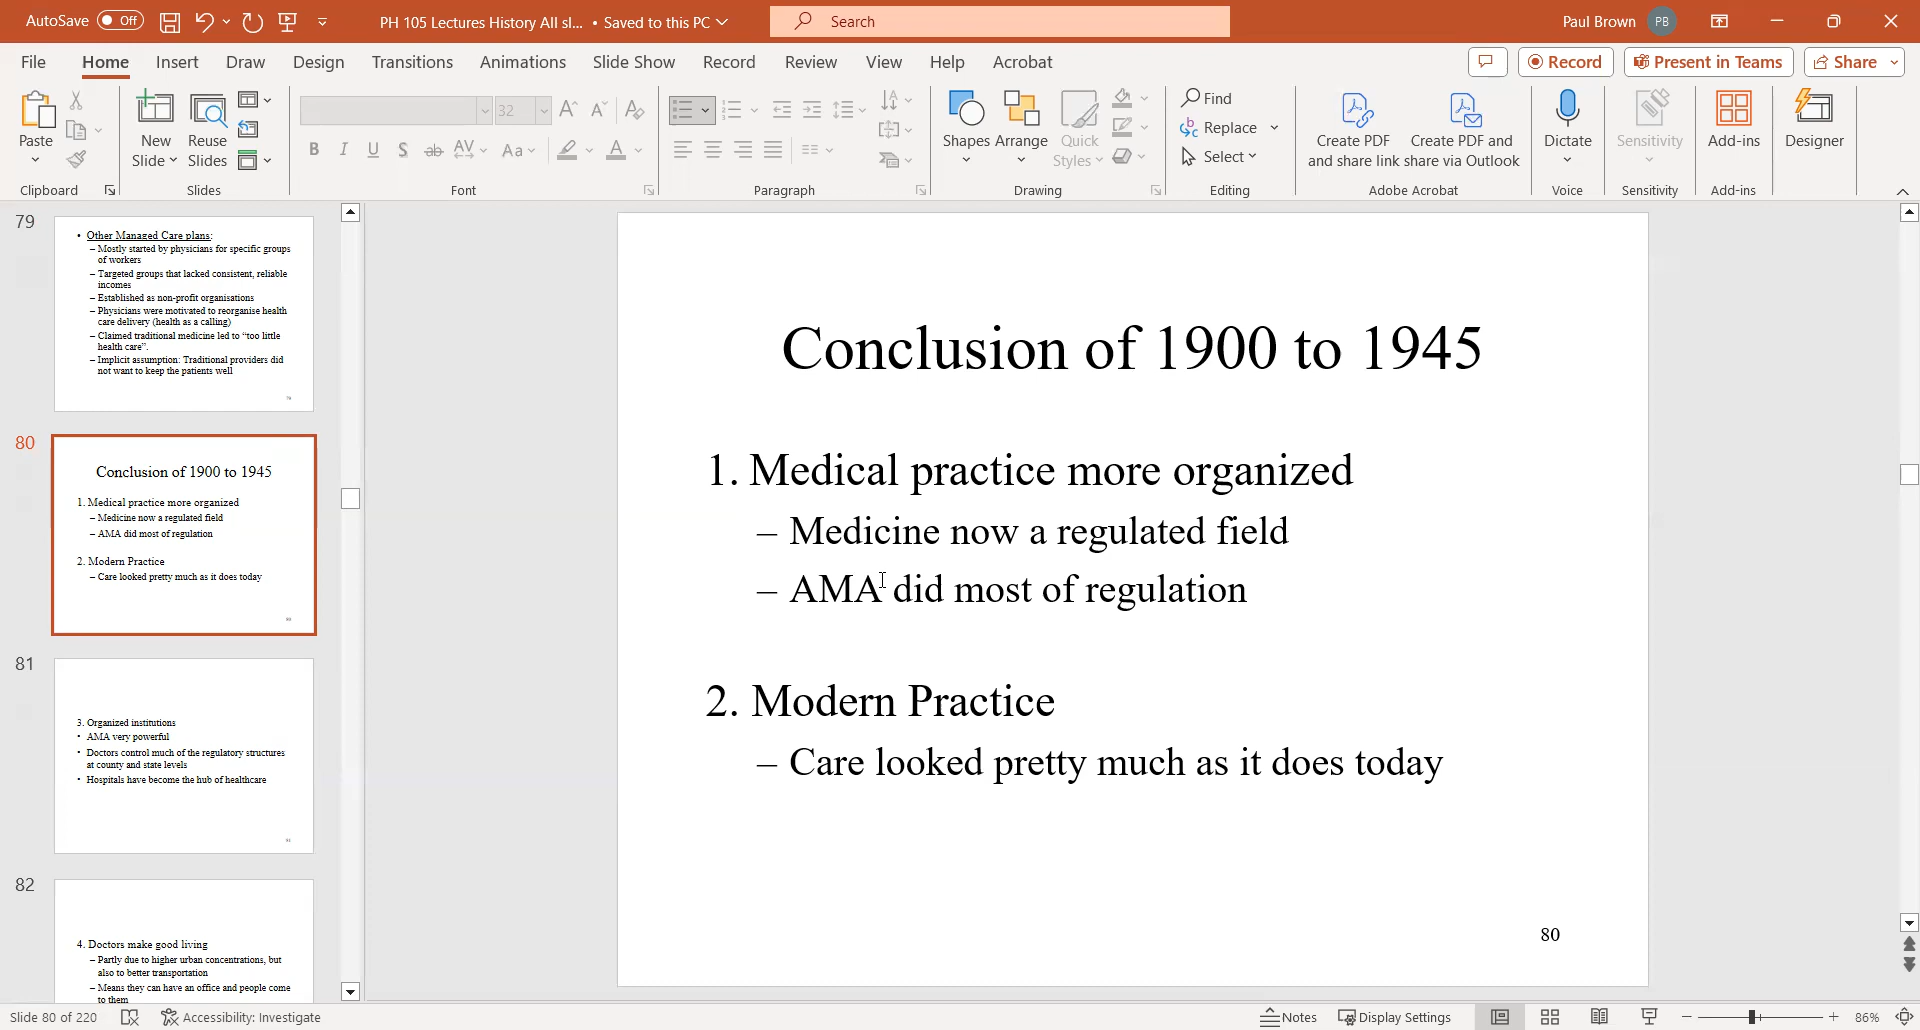 AutoSave Off PH 105 Lectures History All sl... • Saved to this PC Search Paul Brown PB
File Home Insert Draw Design Transitions Animations Slide Show Record Review View Help Acrobat Record Present in Teams Share
Paste
New Slide
Reuse Slides
32
B I U S ab AV Aa A
Shapes
Arrange
Quick Styles
Find
Replace
Select
Create PDF and share link
Create PDF and share via Outlook
Dictate
Sensitivity
Add-ins
Designer
Clipboard Slides Font Paragraph Drawing Editing Adobe Acrobat Voice Sensitivity Add-ins
79
• Other Managed Care plans:
– Mostly started by physicians for specific groups
of workers
– Targeted groups that lacked consistent, reliable
incomes
– Established as non-profit organisations
– Physicians were motivated to reorganise health
care delivery (health as a calling)
– Claimed traditional medicine led to “too little
health care”.
– Implicit assumption: Traditional providers did
not want to keep the patients well
80
Conclusion of 1900 to 1945
1. Medical practice more organized
– Medicine now a regulated field
– AMA did most of regulation
2. Modern Practice
– Care looked pretty much as it does today
81
3. Organized institutions
• AMA very powerful
• Doctors control much of the regulatory structures
at county and state levels
• Hospitals have become the hub of healthcare
82
4. Doctors make good living
– Partly due to higher urban concentrations, but
also to better transportation
– Means they can have an office and people come
to them
Conclusion of 1900 to 1945
1. Medical practice more organized
– Medicine now a regulated field
– AMA did most of regulation
2. Modern Practice
– Care looked pretty much as it does today
80
Slide 80 of 220 Accessibility: Investigate Notes Display Settings 86%